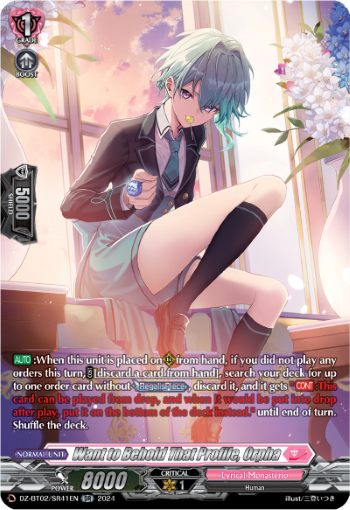 1
GRADE
BOOST
5000
SHIELD
AUTO:When this unit is placed on from hand, if you did not play any
orders this turn, [discard a card from hand], search your deck for up
to one order card without RegalisPiece, discard it, and it gets "CONT:This
card can be played from drop, and when it would be put into drop
after play, put it on the bottom of the deck instead." until end of turn.
Shuffle the deck.
NORMAL UNIT
Want to Behold That Profile, Orpha
POWER 8000
CRITICAL
1
Lyrical Monasterio
Human
DZ-BT02/SR41EN SR 2024
illust/三登いつき